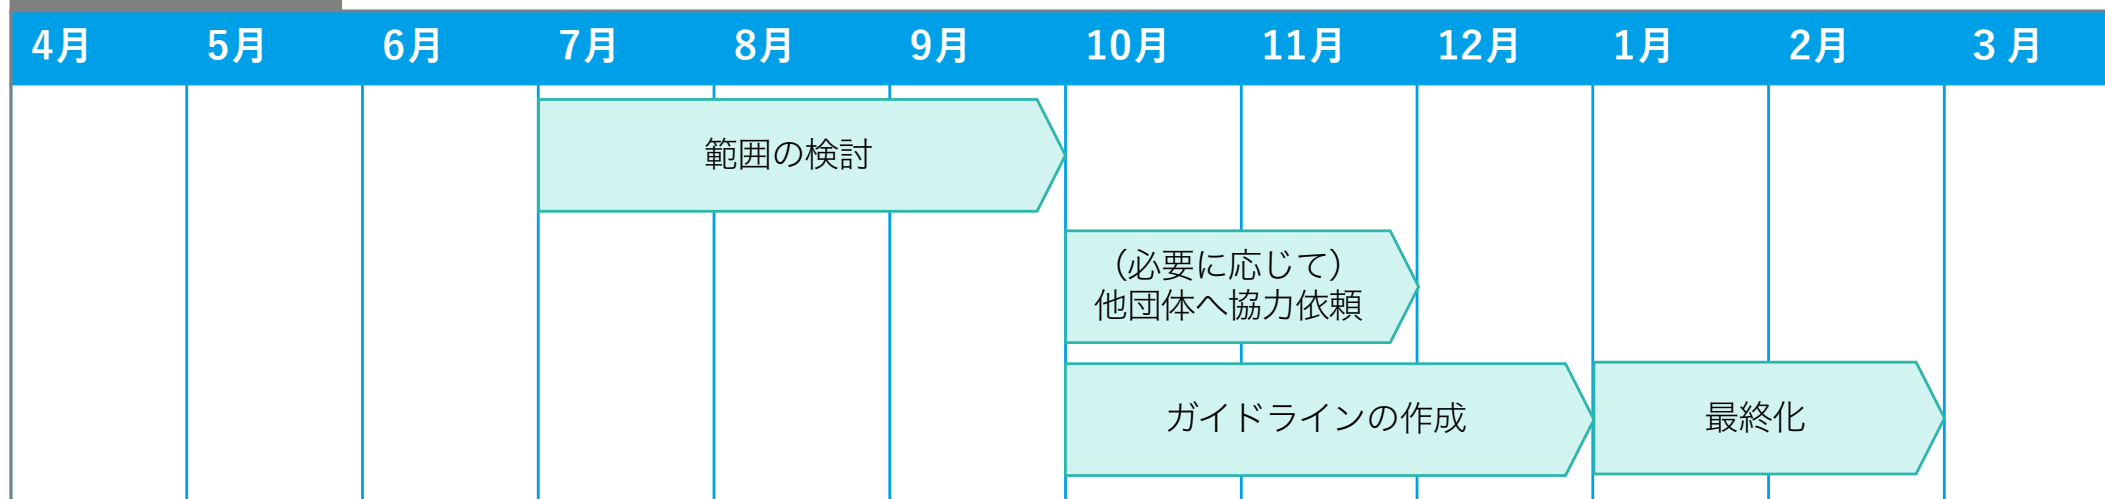 4月 5月 6月 7月 8月 9月 10月 11月 12月 1月 2月 3月
範囲の検討
（必要に応じて）
他団体へ協力依頼
ガイドラインの作成 最終化